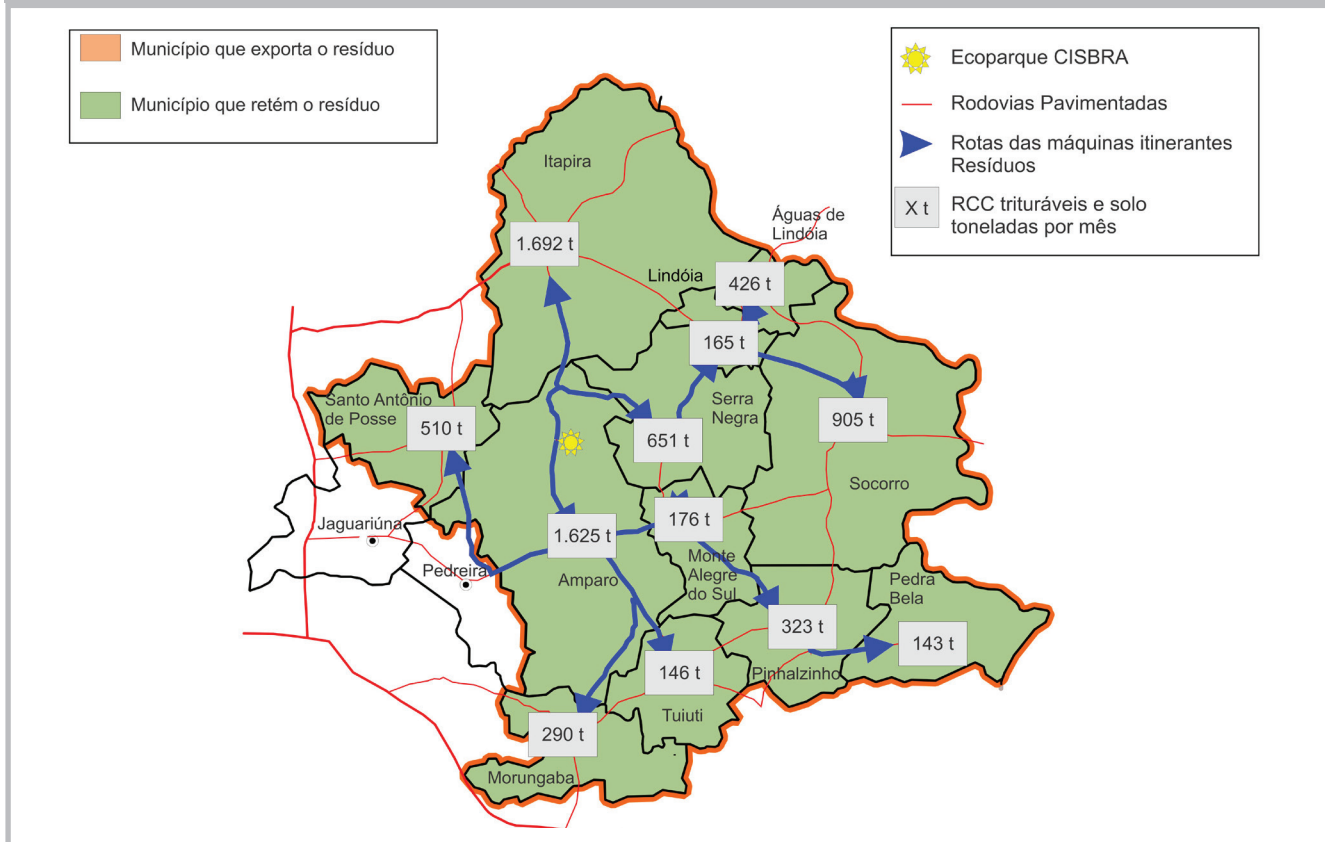 Município que exporta o resíduo
Município que retém o resíduo
Ecoparque CISBRA
Rodovias Pavimentadas
Rotas das máquinas itinerantes
Resíduos
X t
RCC trituráveis e solo
toneladas por mês
Itapira
1.692 t
Águas de
Lindóia
Lindóia
426 t
165 t
Santo Antônio
de Posse
510 t
Serra
Negra
651 t
905 t
Socorro
Jaguariúna
176 t
1.625 t
Pedreira
Amparo
Monte
Alegre
do Sul
Pedra
Bela
323 t
143 t
146 t
Pinhalzinho
Tuiuti
290 t
Morungaba